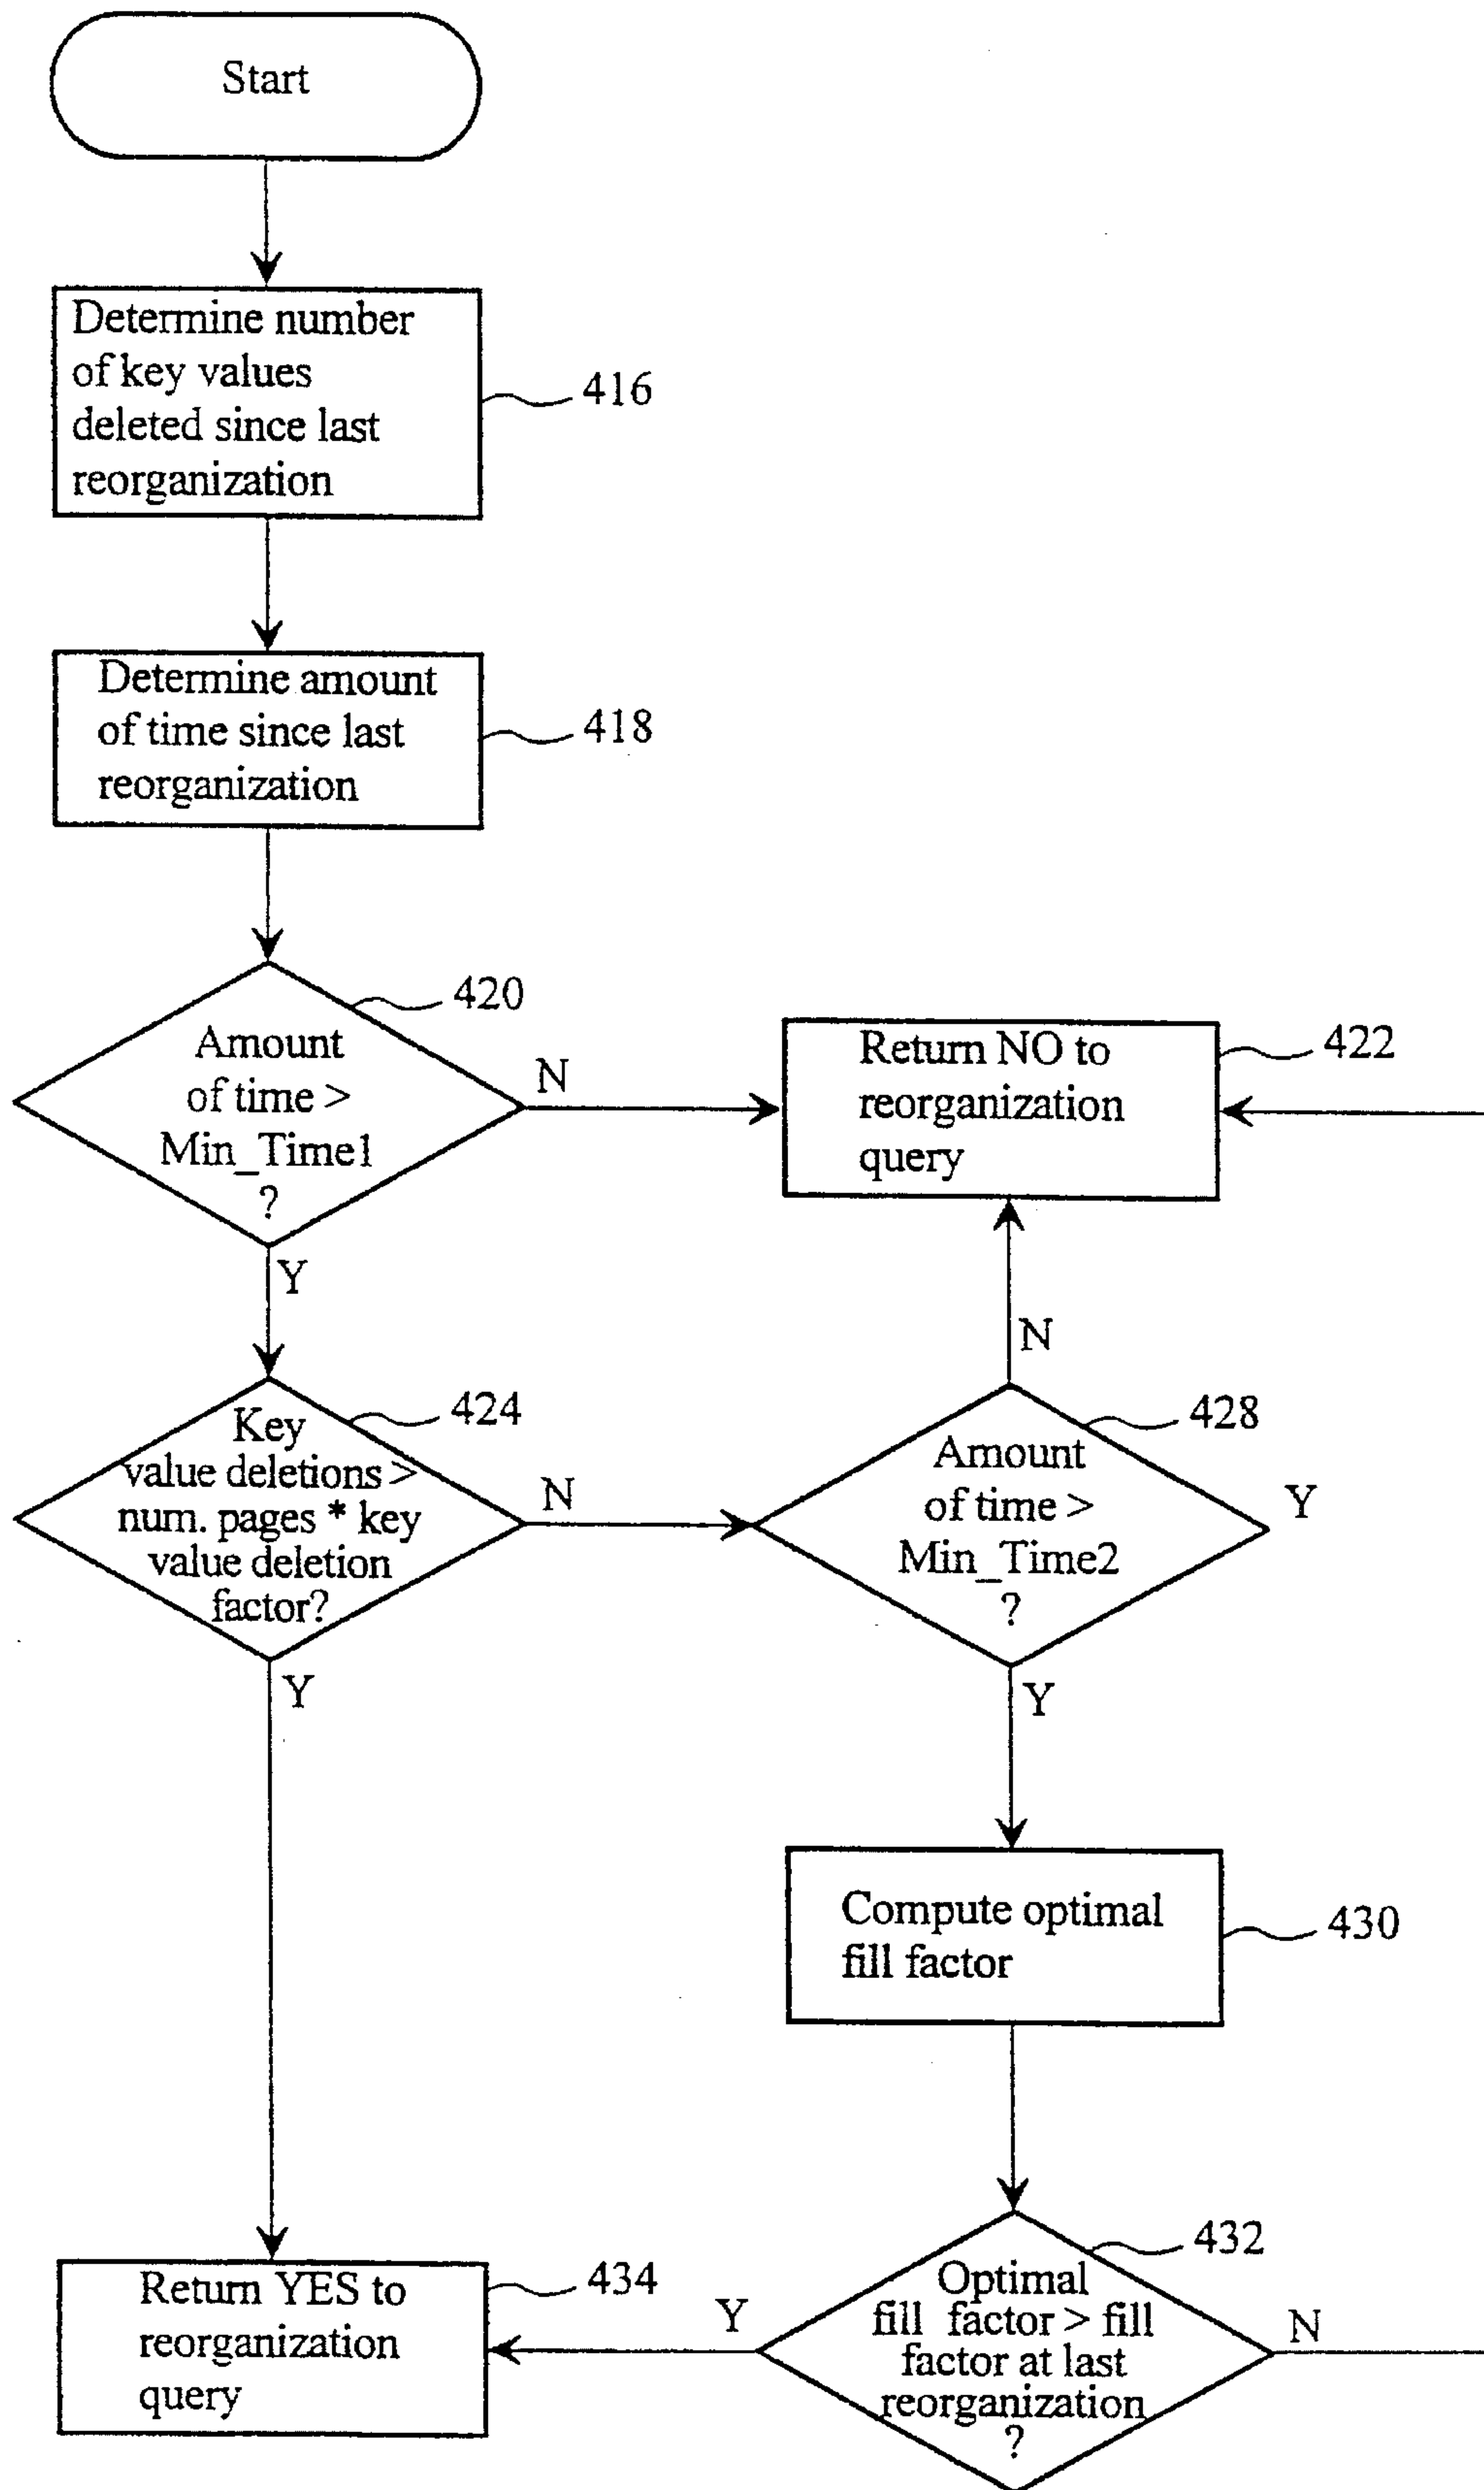 Start
Determine number
of key values
deleted since last
reorganization
416
Determine amount
of time since last
reorganization
418
420
Amount
of time >
Min_Time1
?
N
Y
Return NO to
reorganization
query
422
424
Key
value deletions >
num. pages * key
value deletion
factor?
N
Y
428
Amount
of time >
Min_Time2
?
N
Y
Y
Compute optimal
fill factor
430
432
Optimal
fill factor > fill
factor at last
reorganization
?
Y
N
Return YES to
reorganization
query
434